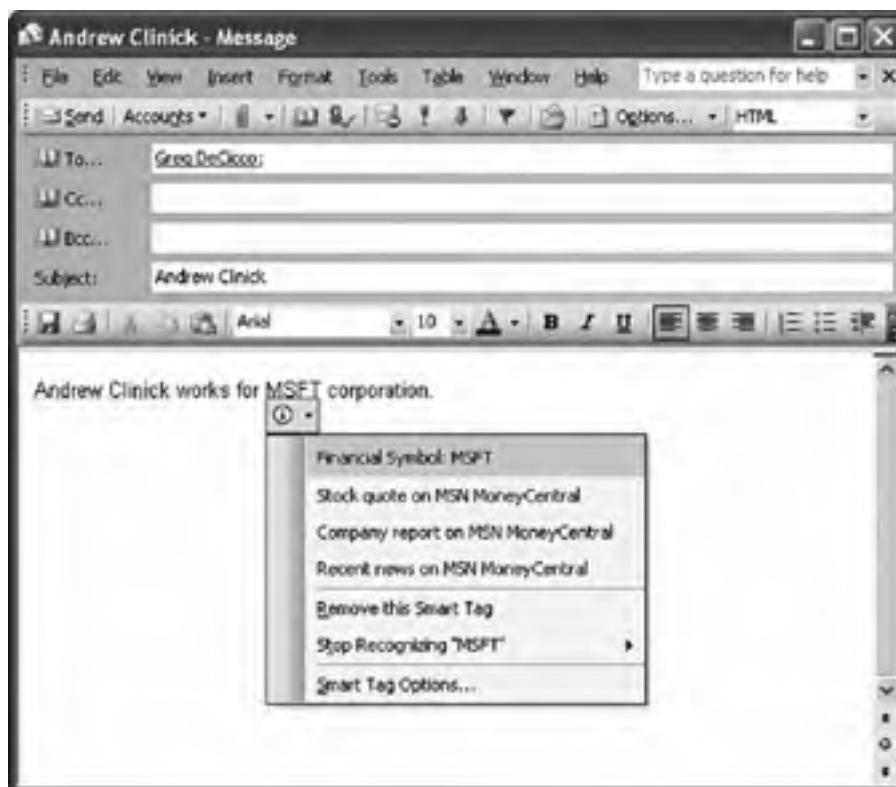 Andrew Clinick - Message
File Edit View Insert Format Tools Table Window Help Type a question for help
Send Accounts Options... HTML
To... Greg DeCicco;
Cc...
Bcc...
Subject: Andrew Clinick
Arial 10 A B I U
Andrew Clinick works for MSFT corporation.
Financial Symbol: MSFT
Stock quote on MSN MoneyCentral
Company report on MSN MoneyCentral
Recent news on MSN MoneyCentral
Remove this Smart Tag
Stop Recognizing "MSFT"
Smart Tag Options...